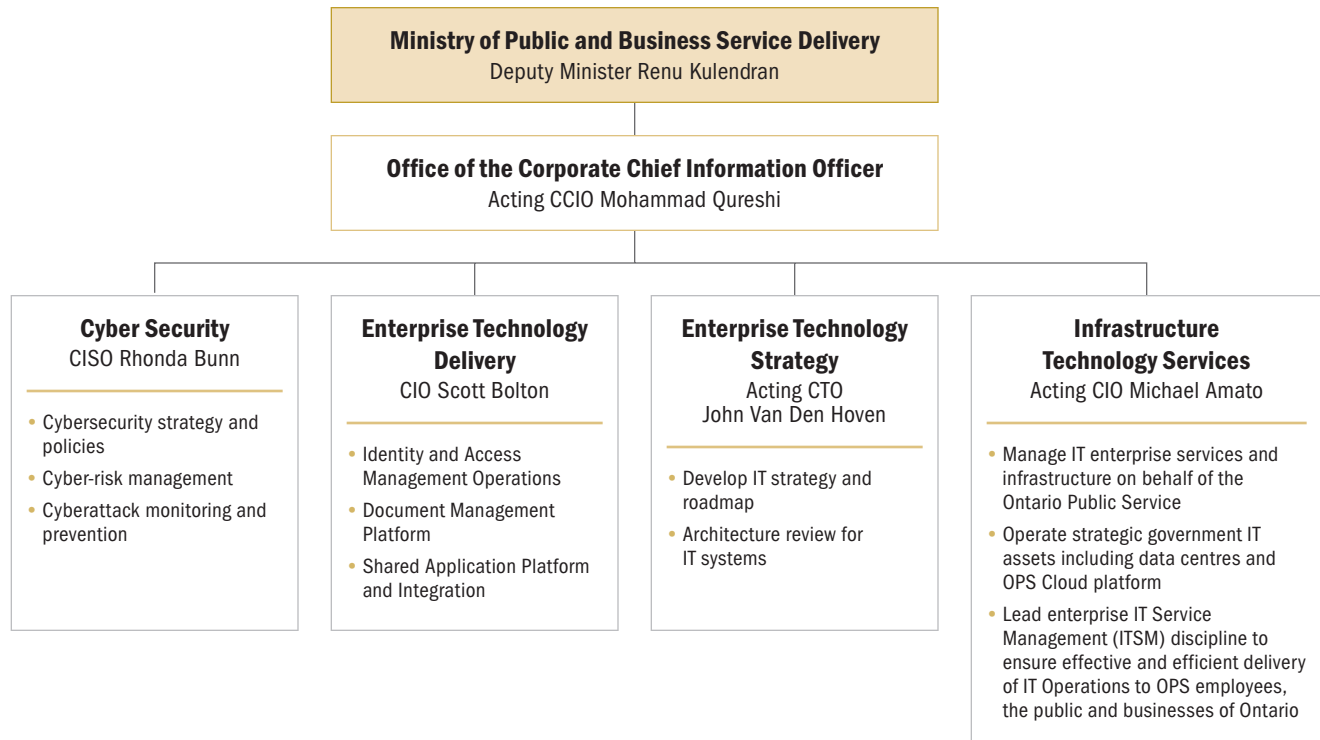 Ministry of Public and Business Service Delivery
Deputy Minister Renu Kulendran
Office of the Corporate Chief Information Officer
Acting CCIO Mohammad Qureshi
Cyber Security
CISO Rhonda Bunn
• Cybersecurity strategy and
policies
• Cyber-risk management
• Cyberattack monitoring and
prevention
Enterprise Technology
Delivery
CIO Scott Bolton
• Identity and Access
Management Operations
• Document Management
Platform
• Shared Application Platform
and Integration
Enterprise Technology
Strategy
Acting CTO
John Van Den Hoven
• Develop IT strategy and
roadmap
• Architecture review for
IT systems
Infrastructure
Technology Services
Acting CIO Michael Amato
• Manage IT enterprise services and
infrastructure on behalf of the
Ontario Public Service
• Operate strategic government IT
assets including data centres and
OPS Cloud platform
• Lead enterprise IT Service
Management (ITSM) discipline to
ensure effective and efficient delivery
of IT Operations to OPS employees,
the public and businesses of Ontario